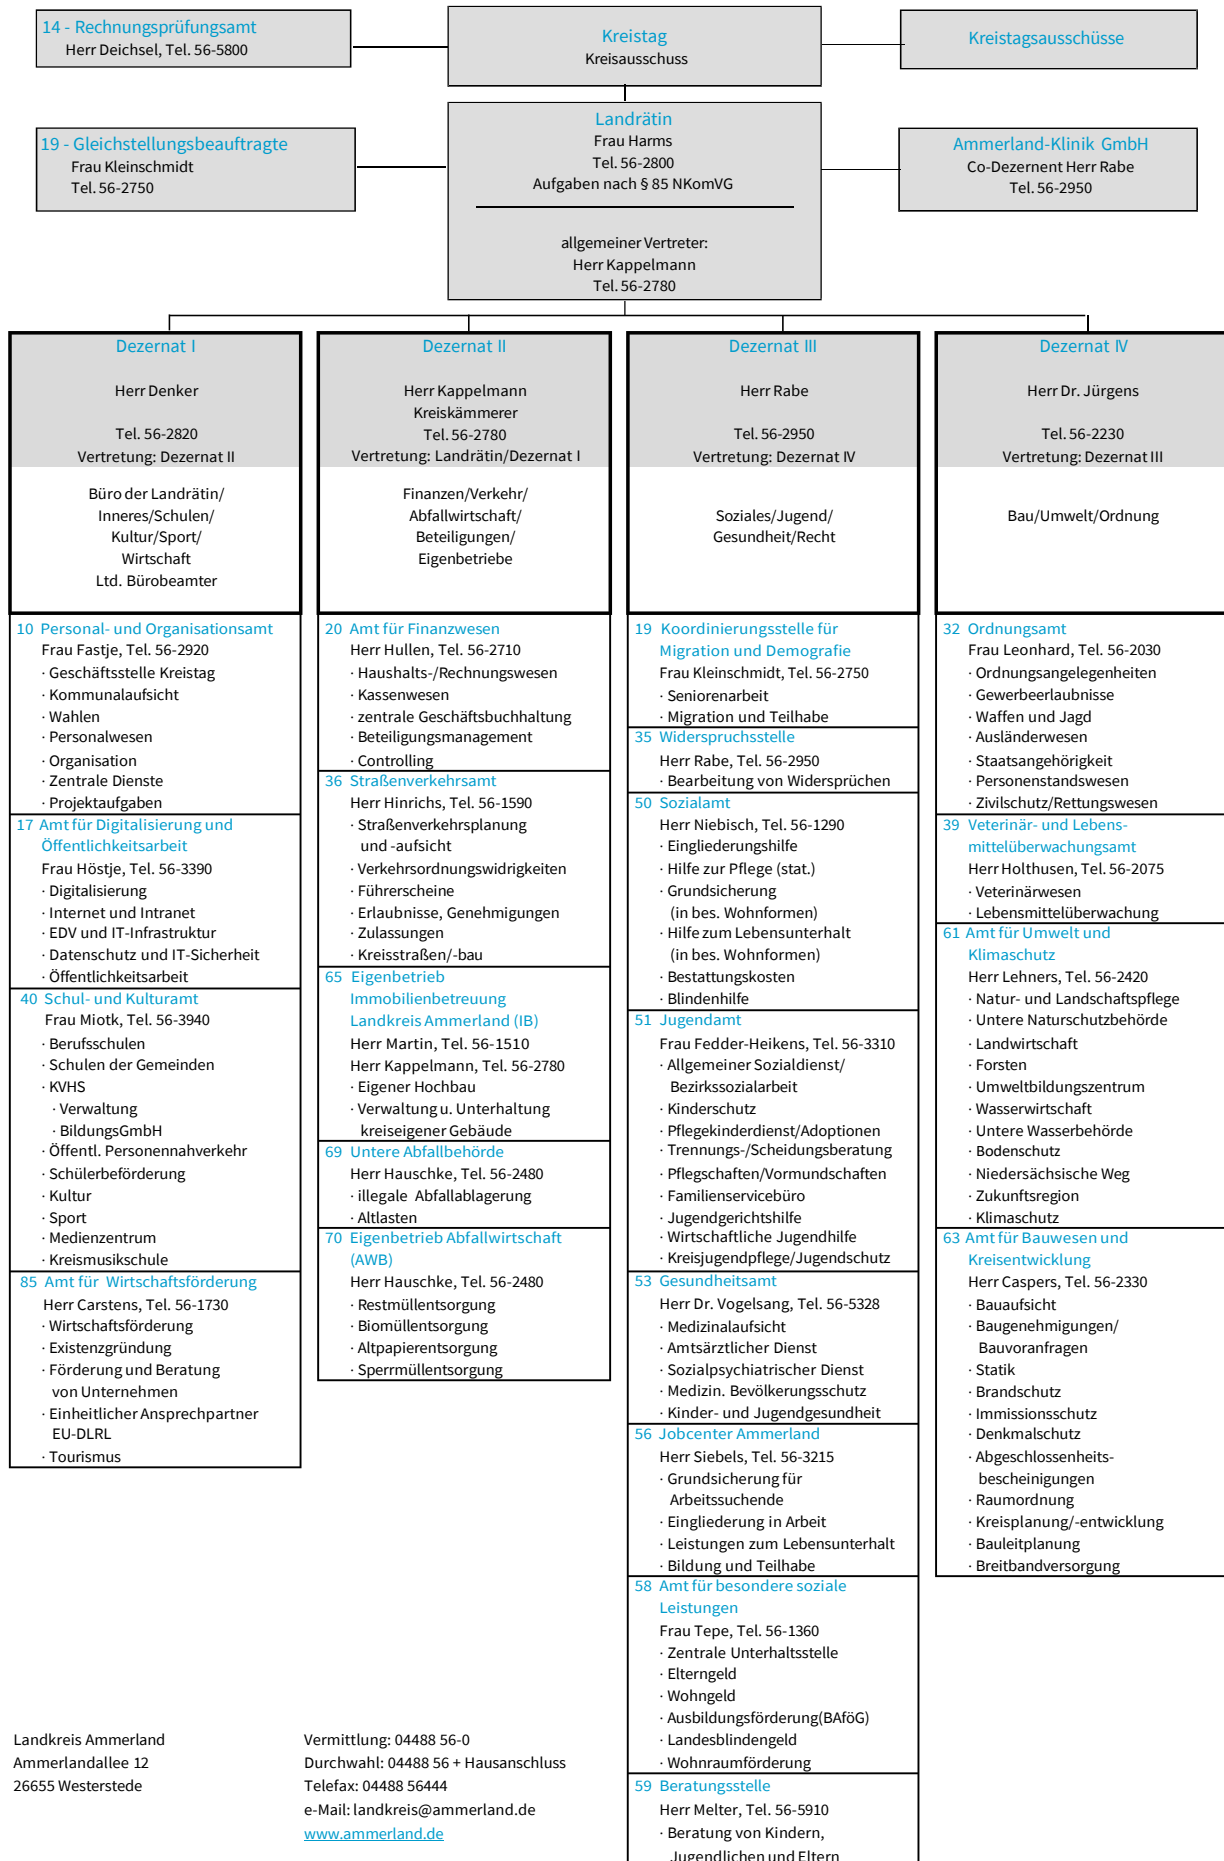 14 - Rechnungsprüfungsamt
Herr Deichsel, Tel. 56-5800
Kreistag
Kreisausschuss
Kreistagsausschüsse
19 - Gleichstellungsbeauftragte
Frau Kleinschmidt
Tel. 56-2750
Landrätin
Frau Harms
Tel. 56-2800
Aufgaben nach § 85 NKomVG
allgemeiner Vertreter:
Herr Kappelmann
Tel. 56-2780
Ammerland-Klinik GmbH
Co-Dezernent Herr Rabe
Tel. 56-2950
Dezernat I
Herr Denker
Tel. 56-2820
Vertretung: Dezernat II
Büro der Landrätin/
Inneres/Schulen/
Kultur/Sport/
Wirtschaft
Ltd. Bürobeamter
10 Personal- und Organisationsamt
Frau Fastje, Tel. 56-2920
· Geschäftsstelle Kreistag
· Kommunalaufsicht
· Wahlen
· Personalwesen
· Organisation
· Zentrale Dienste
· Projektaufgaben
17 Amt für Digitalisierung und
Öffentlichkeitsarbeit
Frau Höstje, Tel. 56-3390
· Digitalisierung
· Internet und Intranet
· EDV und IT-Infrastruktur
· Datenschutz und IT-Sicherheit
· Öffentlichkeitsarbeit
40 Schul- und Kulturamt
Frau Miotk, Tel. 56-3940
· Berufsschulen
· Schulen der Gemeinden
· KVHS
· Verwaltung
· BildungsGmbH
· Öffentl. Personennahverkehr
· Schülerbeförderung
· Kultur
· Sport
· Medienzentrum
· Kreismusikschule
85 Amt für Wirtschaftsförderung
Herr Carstens, Tel. 56-1730
· Wirtschaftsförderung
· Existenzgründung
· Förderung und Beratung
von Unternehmen
· Einheitlicher Ansprechpartner
EU-DLRL
· Tourismus
Dezernat II
Herr Kappelmann
Kreiskämmerer
Tel. 56-2780
Vertretung: Landrätin/Dezernat I
Finanzen/Verkehr/
Abfallwirtschaft/
Beteiligungen/
Eigenbetriebe
20 Amt für Finanzwesen
Herr Hullen, Tel. 56-2710
· Haushalts-/Rechnungswesen
· Kassenwesen
· zentrale Geschäftsbuchhaltung
· Beteiligungsmanagement
· Controlling
36 Straßenverkehrsamt
Herr Hinrichs, Tel. 56-1590
· Straßenverkehrsplanung
und -aufsicht
· Verkehrsordnungswidrigkeiten
· Führerscheine
· Erlaubnisse, Genehmigungen
· Zulassungen
· Kreisstraßen/-bau
65 Eigenbetrieb
Immobilienbetreuung
Landkreis Ammerland (IB)
Herr Martin, Tel. 56-1510
Herr Kappelmann, Tel. 56-2780
· Eigener Hochbau
· Verwaltung u. Unterhaltung
kreiseigener Gebäude
69 Untere Abfallbehörde
Herr Hauschke, Tel. 56-2480
· illegale Abfallablagerung
· Altlasten
70 Eigenbetrieb Abfallwirtschaft
(AWB)
Herr Hauschke, Tel. 56-2480
· Restmüllentsorgung
· Biomüllentsorgung
· Altpapierentsorgung
· Sperrmüllentsorgung
Dezernat III
Herr Rabe
Tel. 56-2950
Vertretung: Dezernat IV
Soziales/Jugend/
Gesundheit/Recht
19 Koordinierungsstelle für
Migration und Demografie
Frau Kleinschmidt, Tel. 56-2750
· Seniorenarbeit
· Migration und Teilhabe
35 Widerspruchsstelle
Herr Rabe, Tel. 56-2950
· Bearbeitung von Widersprüchen
50 Sozialamt
Herr Niebisch, Tel. 56-1290
· Eingliederungshilfe
· Hilfe zur Pflege (stat.)
· Grundsicherung
(in bes. Wohnformen)
· Hilfe zum Lebensunterhalt
(in bes. Wohnformen)
· Bestattungskosten
· Blindenhilfe
51 Jugendamt
Frau Fedder-Heikens, Tel. 56-3310
· Allgemeiner Sozialdienst/
Bezirkssozialarbeit
· Kinderschutz
· Pflegekinderdienst/Adoptionen
· Trennungs-/Scheidungsberatung
· Pflegschaften/Vormundschaften
· Familienservicebüro
· Jugendgerichtshilfe
· Wirtschaftliche Jugendhilfe
· Kreisjugendpflege/Jugendschutz
53 Gesundheitsamt
Herr Dr. Vogelsang, Tel. 56-5328
· Medizinalaufsicht
· Amtsärztlicher Dienst
· Sozialpsychiatrischer Dienst
· Medizin. Bevölkerungsschutz
· Kinder- und Jugendgesundheit
56 Jobcenter Ammerland
Herr Siebels, Tel. 56-3215
· Grundsicherung für
Arbeitssuchende
· Eingliederung in Arbeit
· Leistungen zum Lebensunterhalt
· Bildung und Teilhabe
58 Amt für besondere soziale
Leistungen
Frau Tepe, Tel. 56-1360
· Zentrale Unterhaltsstelle
· Elterngeld
· Wohngeld
· Ausbildungsförderung(BAföG)
· Landesblindengeld
· Wohnraumförderung
59 Beratungsstelle
Herr Melter, Tel. 56-5910
· Beratung von Kindern,
Jugendlichen und Eltern
Dezernat IV
Herr Dr. Jürgens
Tel. 56-2230
Vertretung: Dezernat III
Bau/Umwelt/Ordnung
32 Ordnungsamt
Frau Leonhard, Tel. 56-2030
· Ordnungsangelegenheiten
· Gewerbeerlaubnisse
· Waffen und Jagd
· Ausländerwesen
· Staatsangehörigkeit
· Personenstandswesen
· Zivilschutz/Rettungswesen
39 Veterinär- und Lebens-
mittelüberwachungsamt
Herr Holthusen, Tel. 56-2075
· Veterinärwesen
· Lebensmittelüberwachung
61 Amt für Umwelt und
Klimaschutz
Herr Lehners, Tel. 56-2420
· Natur- und Landschaftspflege
· Untere Naturschutzbehörde
· Landwirtschaft
· Forsten
· Umweltbildungszentrum
· Wasserwirtschaft
· Untere Wasserbehörde
· Bodenschutz
· Niedersächsische Weg
· Zukunftsregion
· Klimaschutz
63 Amt für Bauwesen und
Kreisentwicklung
Herr Caspers, Tel. 56-2330
· Bauaufsicht
· Baugenehmigungen/
Bauvoranfragen
· Statik
· Brandschutz
· Immissionsschutz
· Denkmalschutz
· Abgeschlossenheits-
bescheinigungen
· Raumordnung
· Kreisplanung/-entwicklung
· Bauleitplanung
· Breitbandversorgung
Landkreis Ammerland
Ammerlandallee 12
26655 Westerstede
Vermittlung: 04488 56-0
Durchwahl: 04488 56 + Hausanschluss
Telefax: 04488 56444
e-Mail: landkreis@ammerland.de
www.ammerland.de